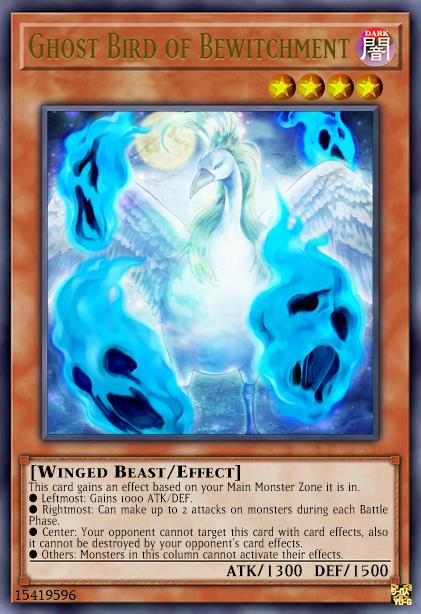 GHOST BIRD OF BEWITCHMENT
DARK
闇
[WINGED BEAST/EFFECT]
This card gains an effect based on your Main Monster Zone it is in.
● Leftmost: Gains 1000 ATK/DEF.
● Rightmost: Can make up to 2 attacks on monsters during each Battle
Phase.
● Center: Your opponent cannot target this card with card effects, also
it cannot be destroyed by your opponent's card effects.
● Others: Monsters in this column cannot activate their effects.
ATK/1300 DEF/1500
15419596